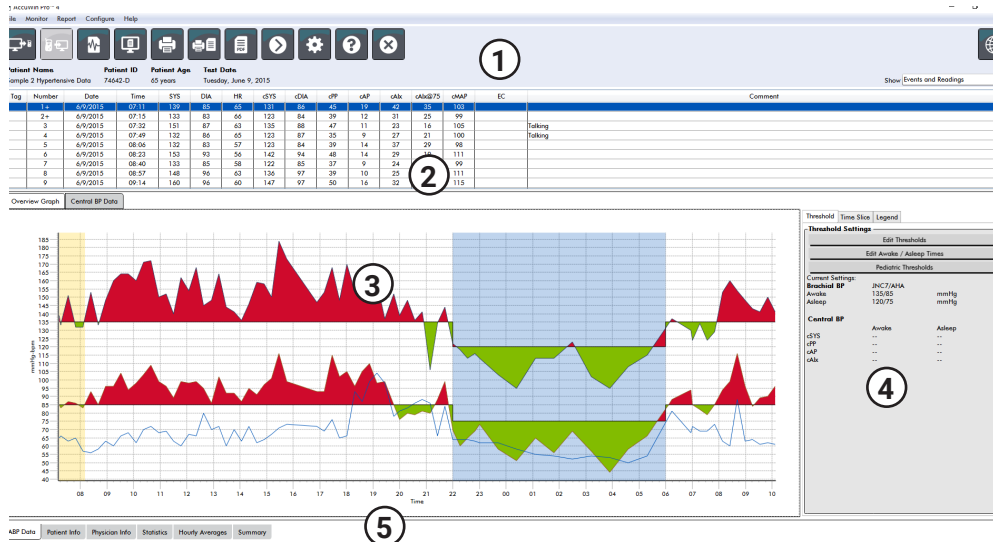 AccuWin Pro™ 4
ile Monitor Report Configure Help
PDF
1
Patient Name Patient ID Patient Age Test Date
Sample 2 Hypertensive Data 74642-D 65 years Tuesday, June 9, 2015
Show Events and Readings
Tag Number Date Time SYS DIA HR cSYS cDIA cPP cAP cAIx cAIx@75 cMAP EC Comment
1+ 6/9/2015 07:11 139 85 65 131 86 45 19 42 35 103
2+ 6/9/2015 07:15 133 83 66 123 84 39 12 31 25 99
3 6/9/2015 07:32 151 87 63 135 88 47 11 23 16 105 Talking
4 6/9/2015 07:49 132 86 65 123 87 35 9 27 21 100 Talking
5 6/9/2015 08:06 132 83 57 123 84 39 14 37 29 98
6 6/9/2015 08:23 153 93 56 142 94 48 14 29 111
7 6/9/2015 08:40 133 85 58 122 85 37 9 24 99
8 6/9/2015 08:57 148 96 63 136 97 39 10 25 111
9 6/9/2015 09:14 160 96 60 147 97 50 16 32 115
2
Overview Graph Central BP Data
185
180
175
170
165
160
155
150
145
140
135
130
125
120
115
110
105
100
95
90
85
80
75
70
65
60
55
50
45
40
mmHg-bpm
3
08 09 10 11 12 13 14 15 16 17 18 19 20 21 22 23 00 01 02 03 04 05 06 07 08 09 10
Time
Threshold Time Slice Legend
Threshold Settings
Edit Thresholds
Edit Awake / Asleep Times
Pediatric Thresholds
Current Settings:
Brachial BP JNC7/AHA
Awake 135/85 mmHg
Asleep 120/75 mmHg
Central BP
Awake Asleep
cSYS -- --
cPP -- --
cAP -- --
cAIx -- --
4
5
ABP Data Patient Info Physician Info Statistics Hourly Averages Summary